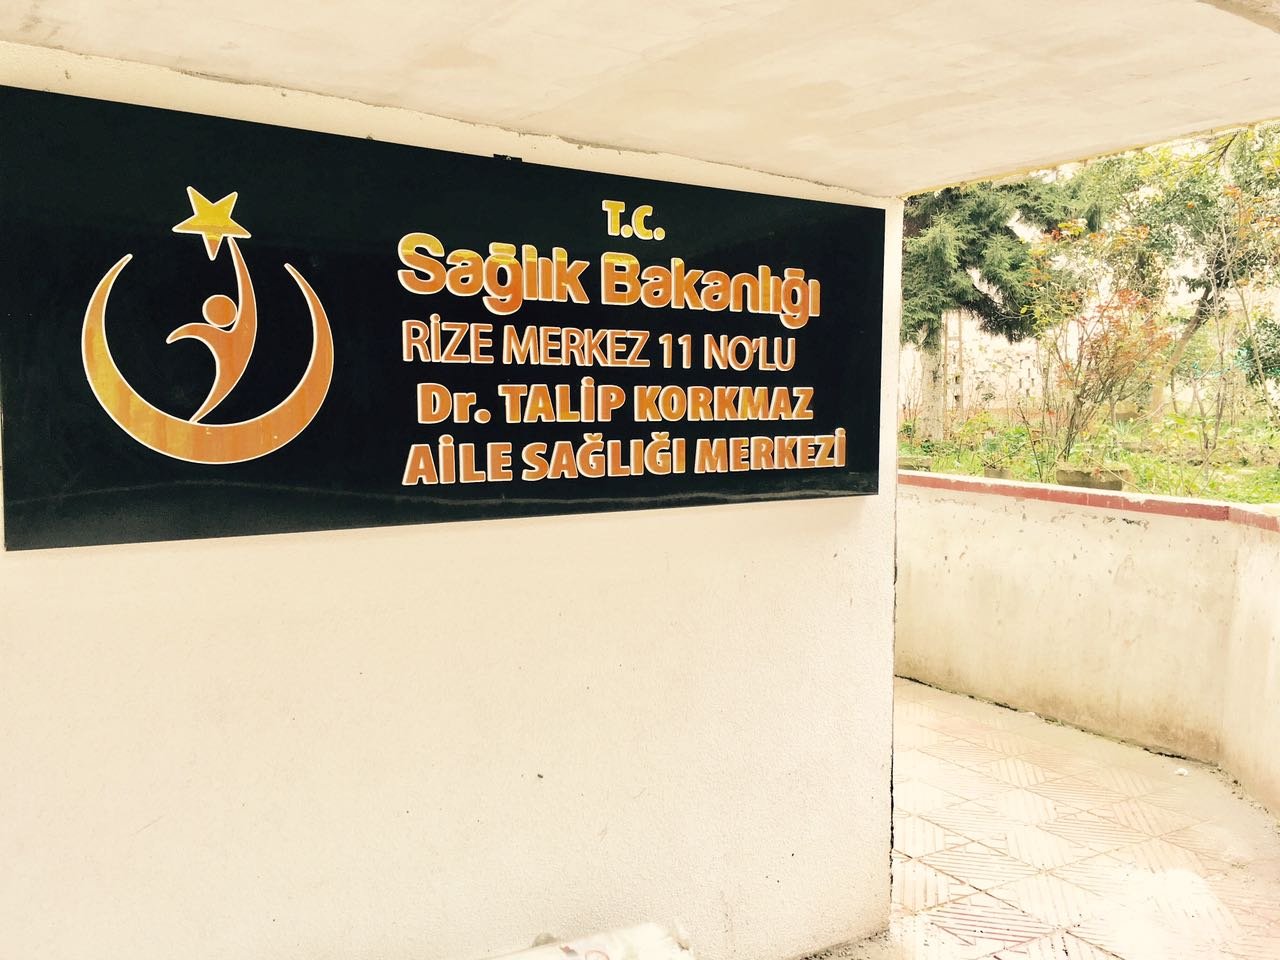 T.C.
Sağlık Bakanlığı
RİZE MERKEZ 11 NO'LU
Dr. TALİP KORKMAZ
AİLE SAĞLIĞI MERKEZİ